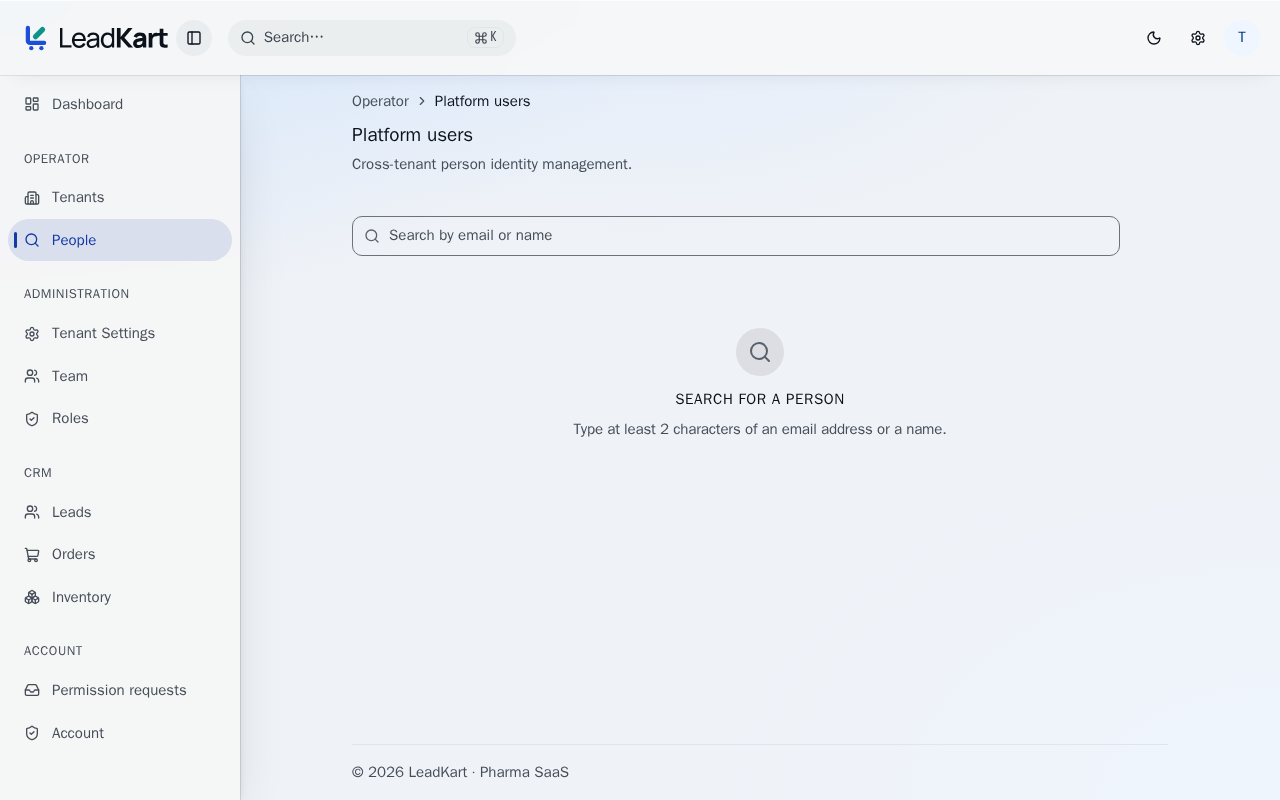 LeadKart
Search…
⌘K
T
Dashboard
OPERATOR
Tenants
People
ADMINISTRATION
Tenant Settings
Team
Roles
CRM
Leads
Orders
Inventory
ACCOUNT
Permission requests
Account
Operator > Platform users
Platform users
Cross-tenant person identity management.
Search by email or name
SEARCH FOR A PERSON
Type at least 2 characters of an email address or a name.
© 2026 LeadKart · Pharma SaaS